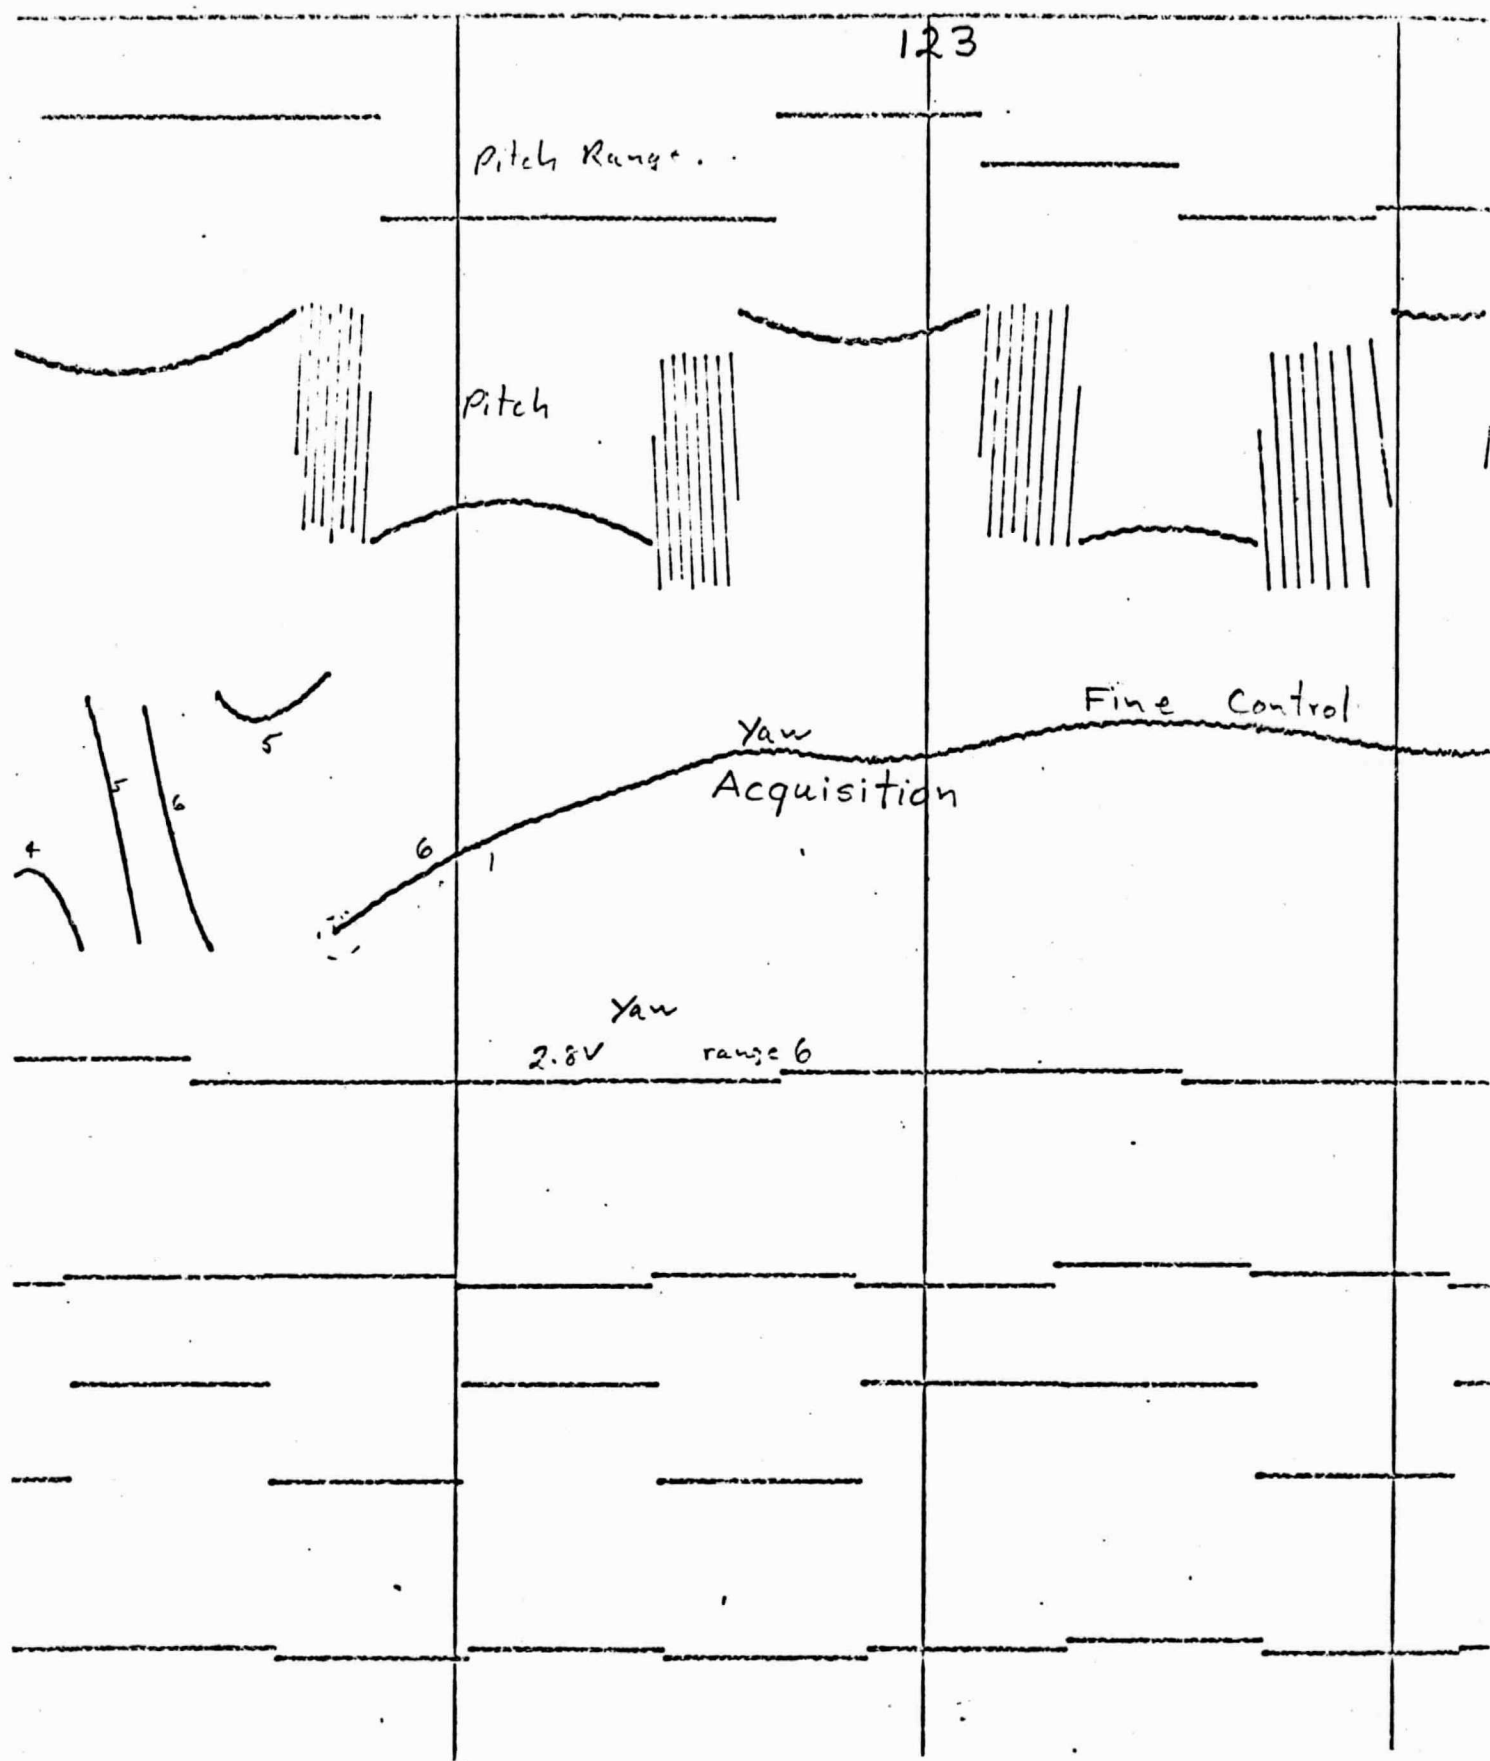 123
Pitch Range.
Pitch
Fine Control
Yaw
Acquisition
5
5
6
4
6
1
Yaw
2.8V range 6